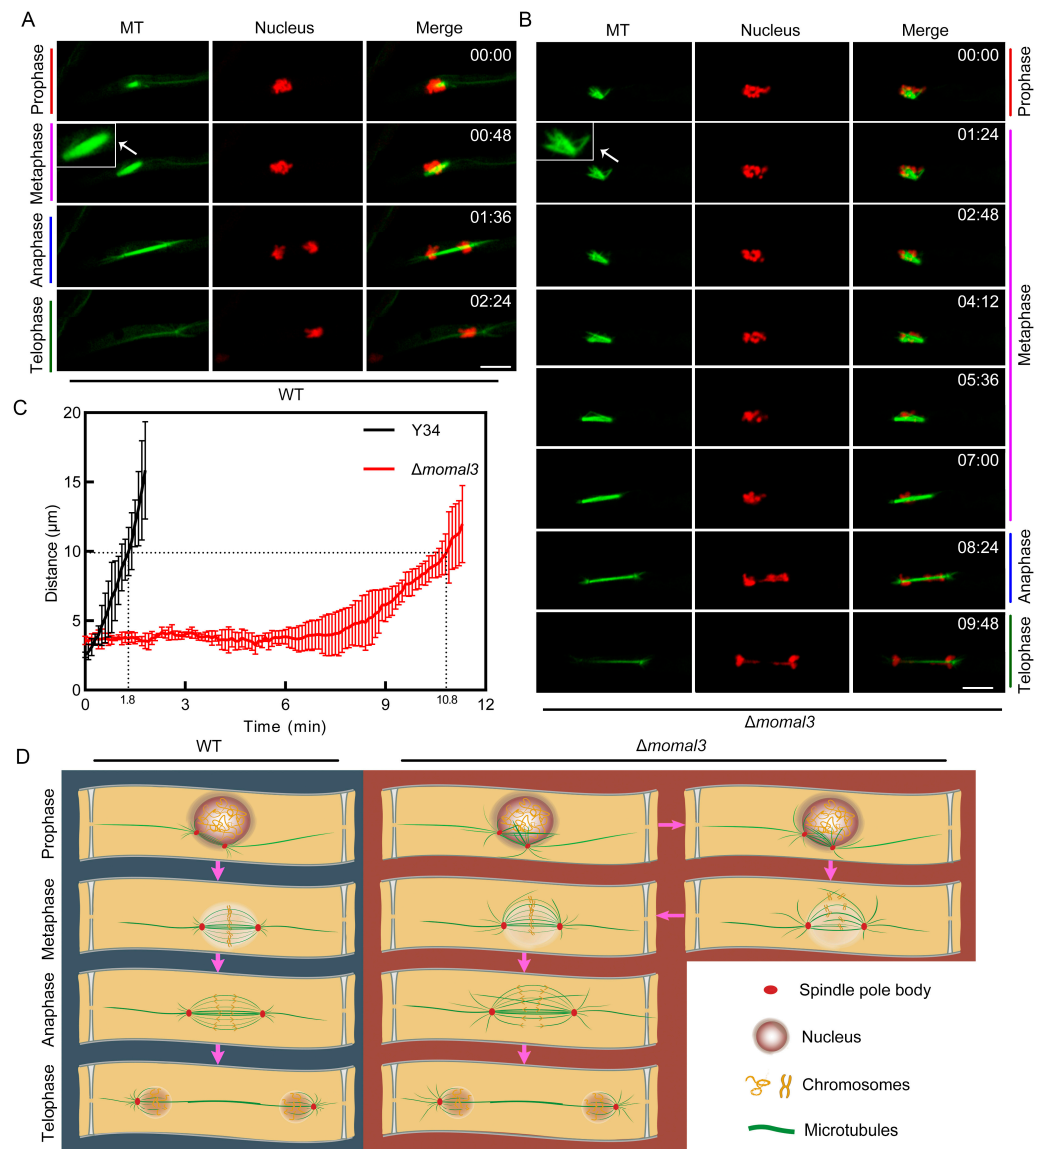 A
MT
Nucleus
Merge
Prophase
00:00
Metaphase
00:48
Anaphase
01:36
Telophase
02:24
WT
B
MT
Nucleus
Merge
00:00
Prophase
01:24
02:48
04:12
05:36
07:00
Metaphase
08:24
Anaphase
09:48
Telophase
Δmomal3
C
20
15
10
5
0
Distance (μm)
Y34
Δmomal3
0
1.8
3
6
9
10.8
12
Time (min)
D
WT
Δmomal3
Prophase
Metaphase
Anaphase
Telophase
Spindle pole body
Nucleus
Chromosomes
Microtubules